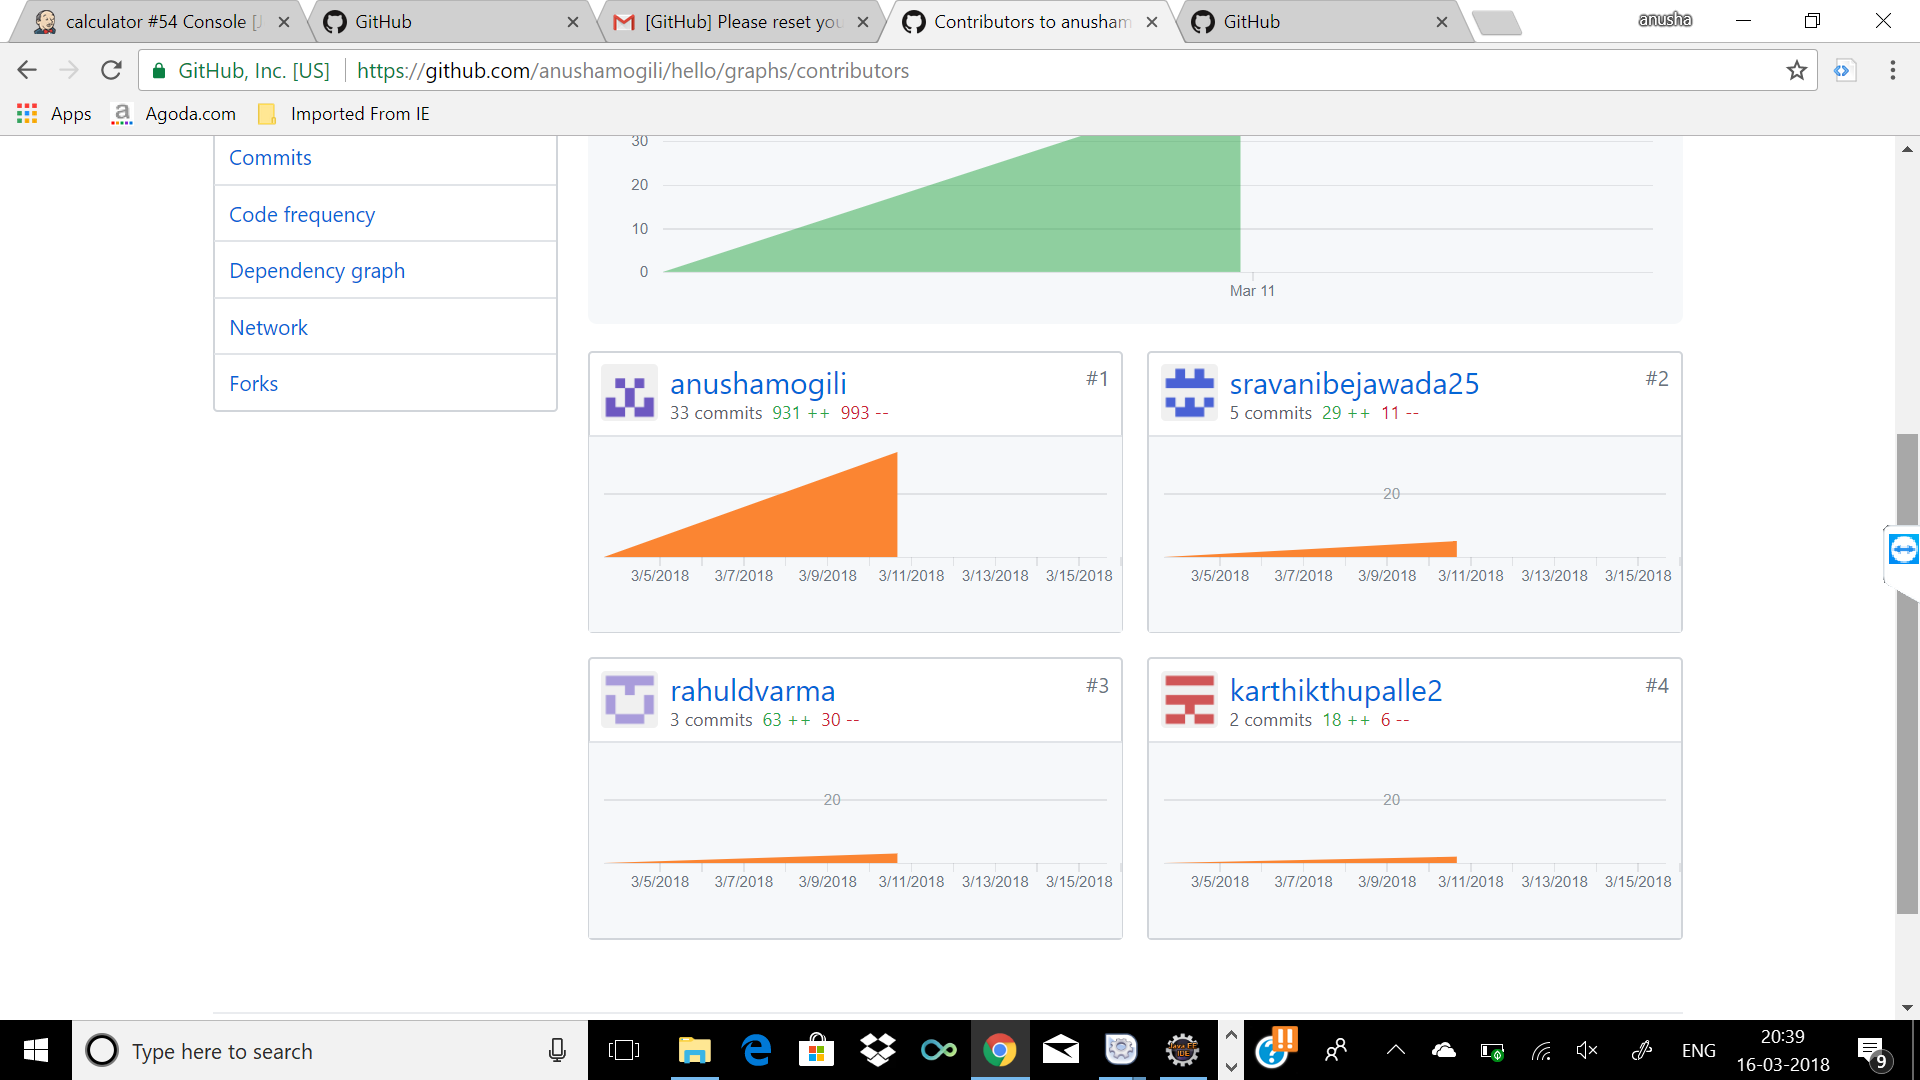 calculator #54 Console [J
GitHub
[GitHub] Please reset you
Contributors to anusham
GitHub
anusha
GitHub, Inc. [US]
https://github.com/anushamogili/hello/graphs/contributors
Apps
Agoda.com
Imported From IE
Commits
Code frequency
Dependency graph
Network
Forks
30
20
10
0
Mar 11
anushamogili
#1
33 commits 931 ++ 993 --
3/5/2018 3/7/2018 3/9/2018 3/11/2018 3/13/2018 3/15/2018
sravanibejawada25
#2
5 commits 29 ++ 11 --
20
3/5/2018 3/7/2018 3/9/2018 3/11/2018 3/13/2018 3/15/2018
rahuldvarma
#3
3 commits 63 ++ 30 --
20
3/5/2018 3/7/2018 3/9/2018 3/11/2018 3/13/2018 3/15/2018
karthikthupalle2
#4
2 commits 18 ++ 6 --
20
3/5/2018 3/7/2018 3/9/2018 3/11/2018 3/13/2018 3/15/2018
Type here to search
Java EE
IDE
ENG
20:39
16-03-2018
9